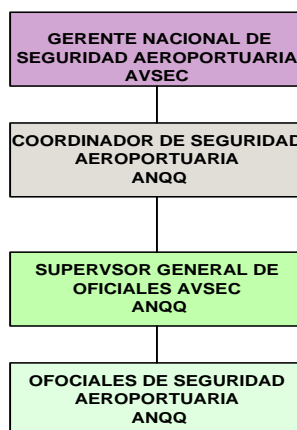 GERENTE NACIONAL DE
SEGURIDAD AEROPORTUARIA
AVSEC
COORDINADOR DE SEGURIDAD
AEROPORTUARIA
ANQQ
SUPERVSOR GENERAL DE
OFICIALES AVSEC
ANQQ
OFOCIALES DE SEGURIDAD
AEROPORTUARIA
ANQQ